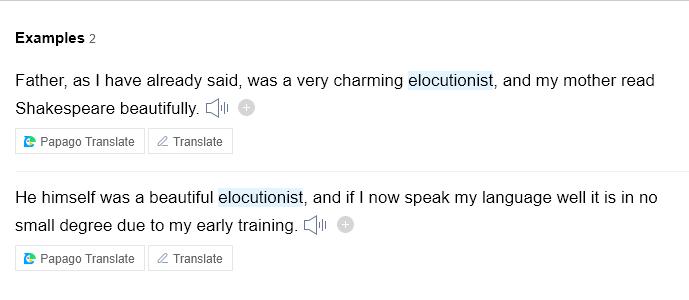 Examples 2
Father, as I have already said, was a very charming elocutionist, and my mother read
Shakespeare beautifully.
Papago Translate Translate
He himself was a beautiful elocutionist, and if I now speak my language well it is in no
small degree due to my early training.
Papago Translate Translate